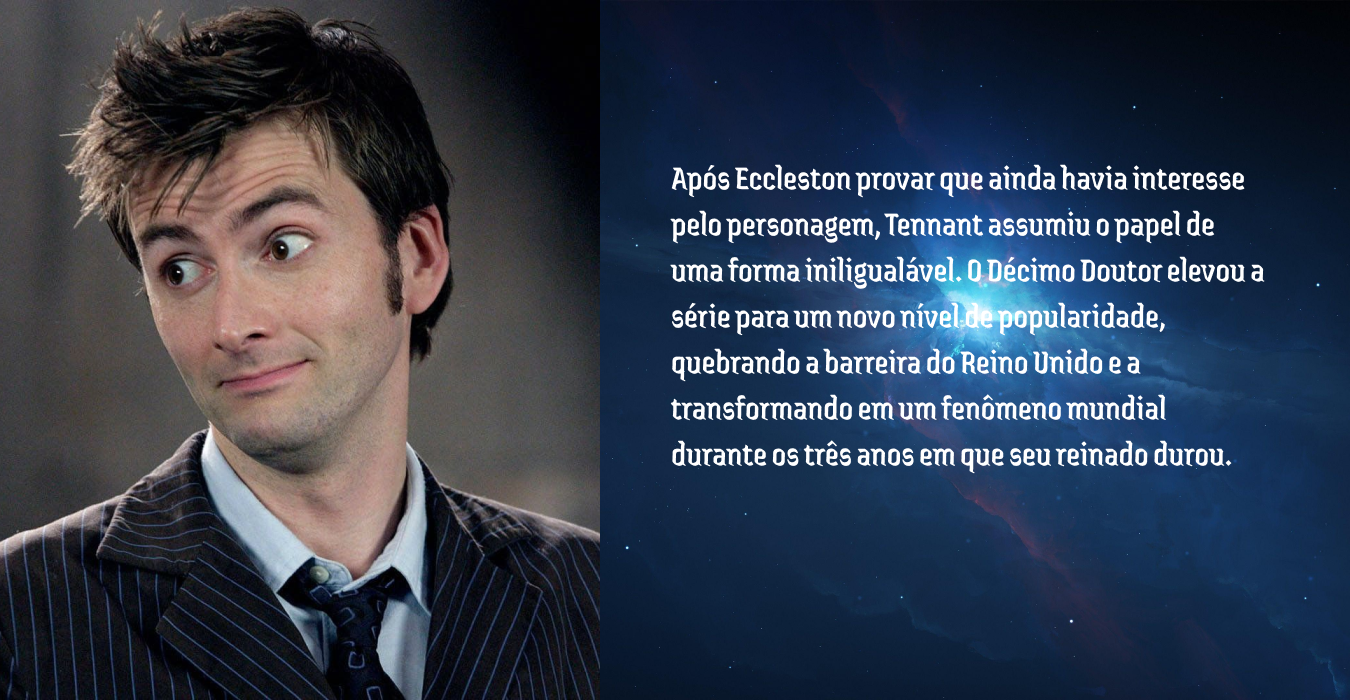 Após Eccleston provar que ainda havia interesse
pelo personagem, Tennant assumiu o papel de
uma forma iniligualável. O Décimo Doutor elevou a
série para um novo nível de popularidade,
quebrando a barreira do Reino Unido e a
transformando em um fenômeno mundial
durante os três anos em que seu reinado durou.